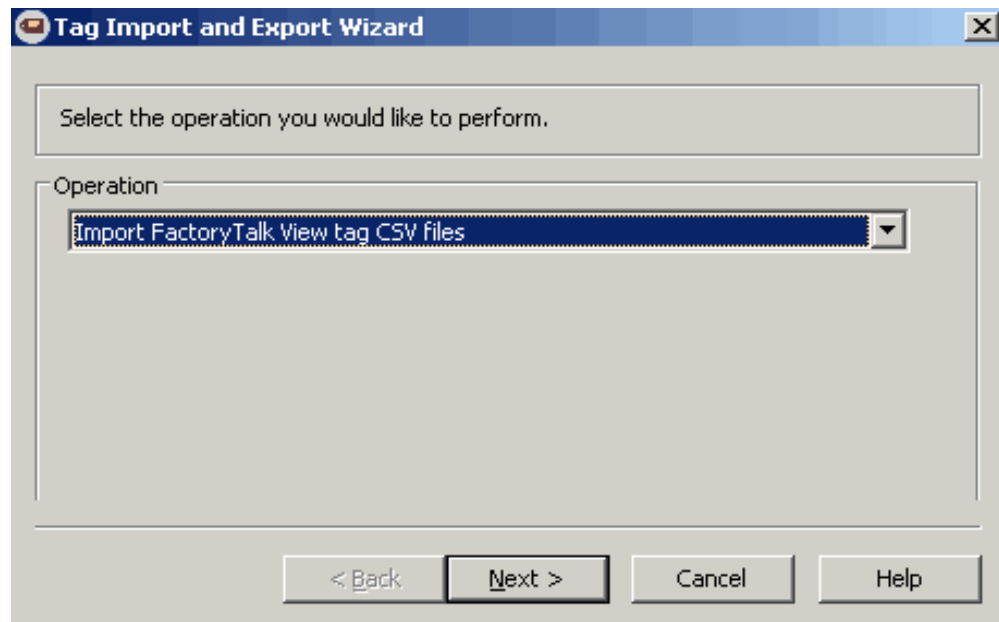 Tag Import and Export Wizard
Select the operation you would like to perform.
Operation
Import FactoryTalk View tag CSV files
< Back Next > Cancel Help